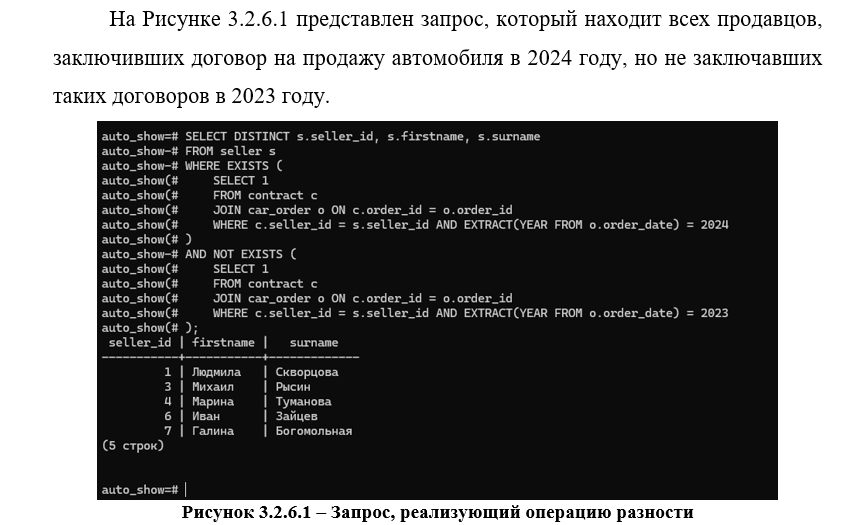 На Рисунке 3.2.6.1 представлен запрос, который находит всех продавцов,
заключивших договор на продажу автомобиля в 2024 году, но не заключавших
таких договоров в 2023 году.
auto_show=# SELECT DISTINCT s.seller_id, s.firstname, s.surname
auto_show-# FROM seller s
auto_show-# WHERE EXISTS (
auto_show(#     SELECT 1
auto_show(#     FROM contract c
auto_show(#     JOIN car_order o ON c.order_id = o.order_id
auto_show(#     WHERE c.seller_id = s.seller_id AND EXTRACT(YEAR FROM o.order_date) = 2024
auto_show(# )
auto_show-# AND NOT EXISTS (
auto_show(#     SELECT 1
auto_show(#     FROM contract c
auto_show(#     JOIN car_order o ON c.order_id = o.order_id
auto_show(#     WHERE c.seller_id = s.seller_id AND EXTRACT(YEAR FROM o.order_date) = 2023
auto_show(# );
 seller_id | firstname |   surname
-----------+-----------+-------------
         1 | Людмила   | Скворцова
         3 | Михаил    | Рысин
         4 | Марина    | Туманова
         6 | Иван      | Зайцев
         7 | Галина    | Богомольная
(5 строк)
auto_show=#
Рисунок 3.2.6.1 – Запрос, реализующий операцию разности